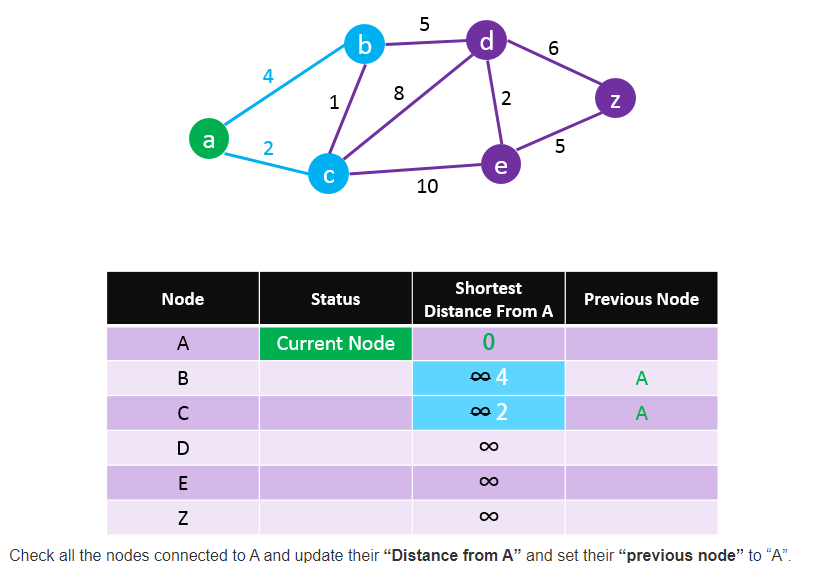 5
b
d
6
4
1
8
2
z
a
2
5
c
e
10
Node Status Shortest Distance From A Previous Node
A Current Node 0
B ∞ 4 A
C ∞ 2 A
D ∞
E ∞
Z ∞
Check all the nodes connected to A and update their “Distance from A” and set their “previous node” to “A”.